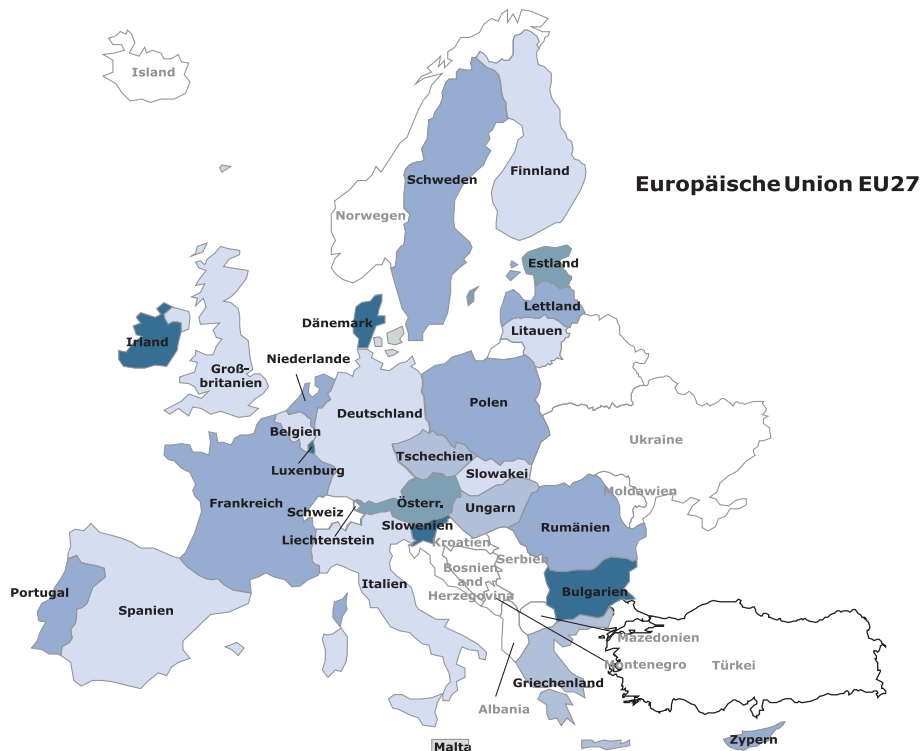 Island
Europäische Union EU27
Finnland
Schweden
Norwegen
Estland
Lettland
Dänemark
Litauen
Irland
Niederlande
Groß-
britanien
Polen
Deutschland
Belgien
Ukraine
Tschechien
Luxenburg
Slowakei
Moldawien
Frankreich
Österr.
Ungarn
Schweiz
Slowenien
Rumänien
Liechtenstein
Kroatien
Serbien
Bosnien
and
Herzegovina
Italien
Bulgarien
Portugal
Spanien
Mazedonien
Montenegro
Türkei
Griechenland
Albania
Zypern
Malta